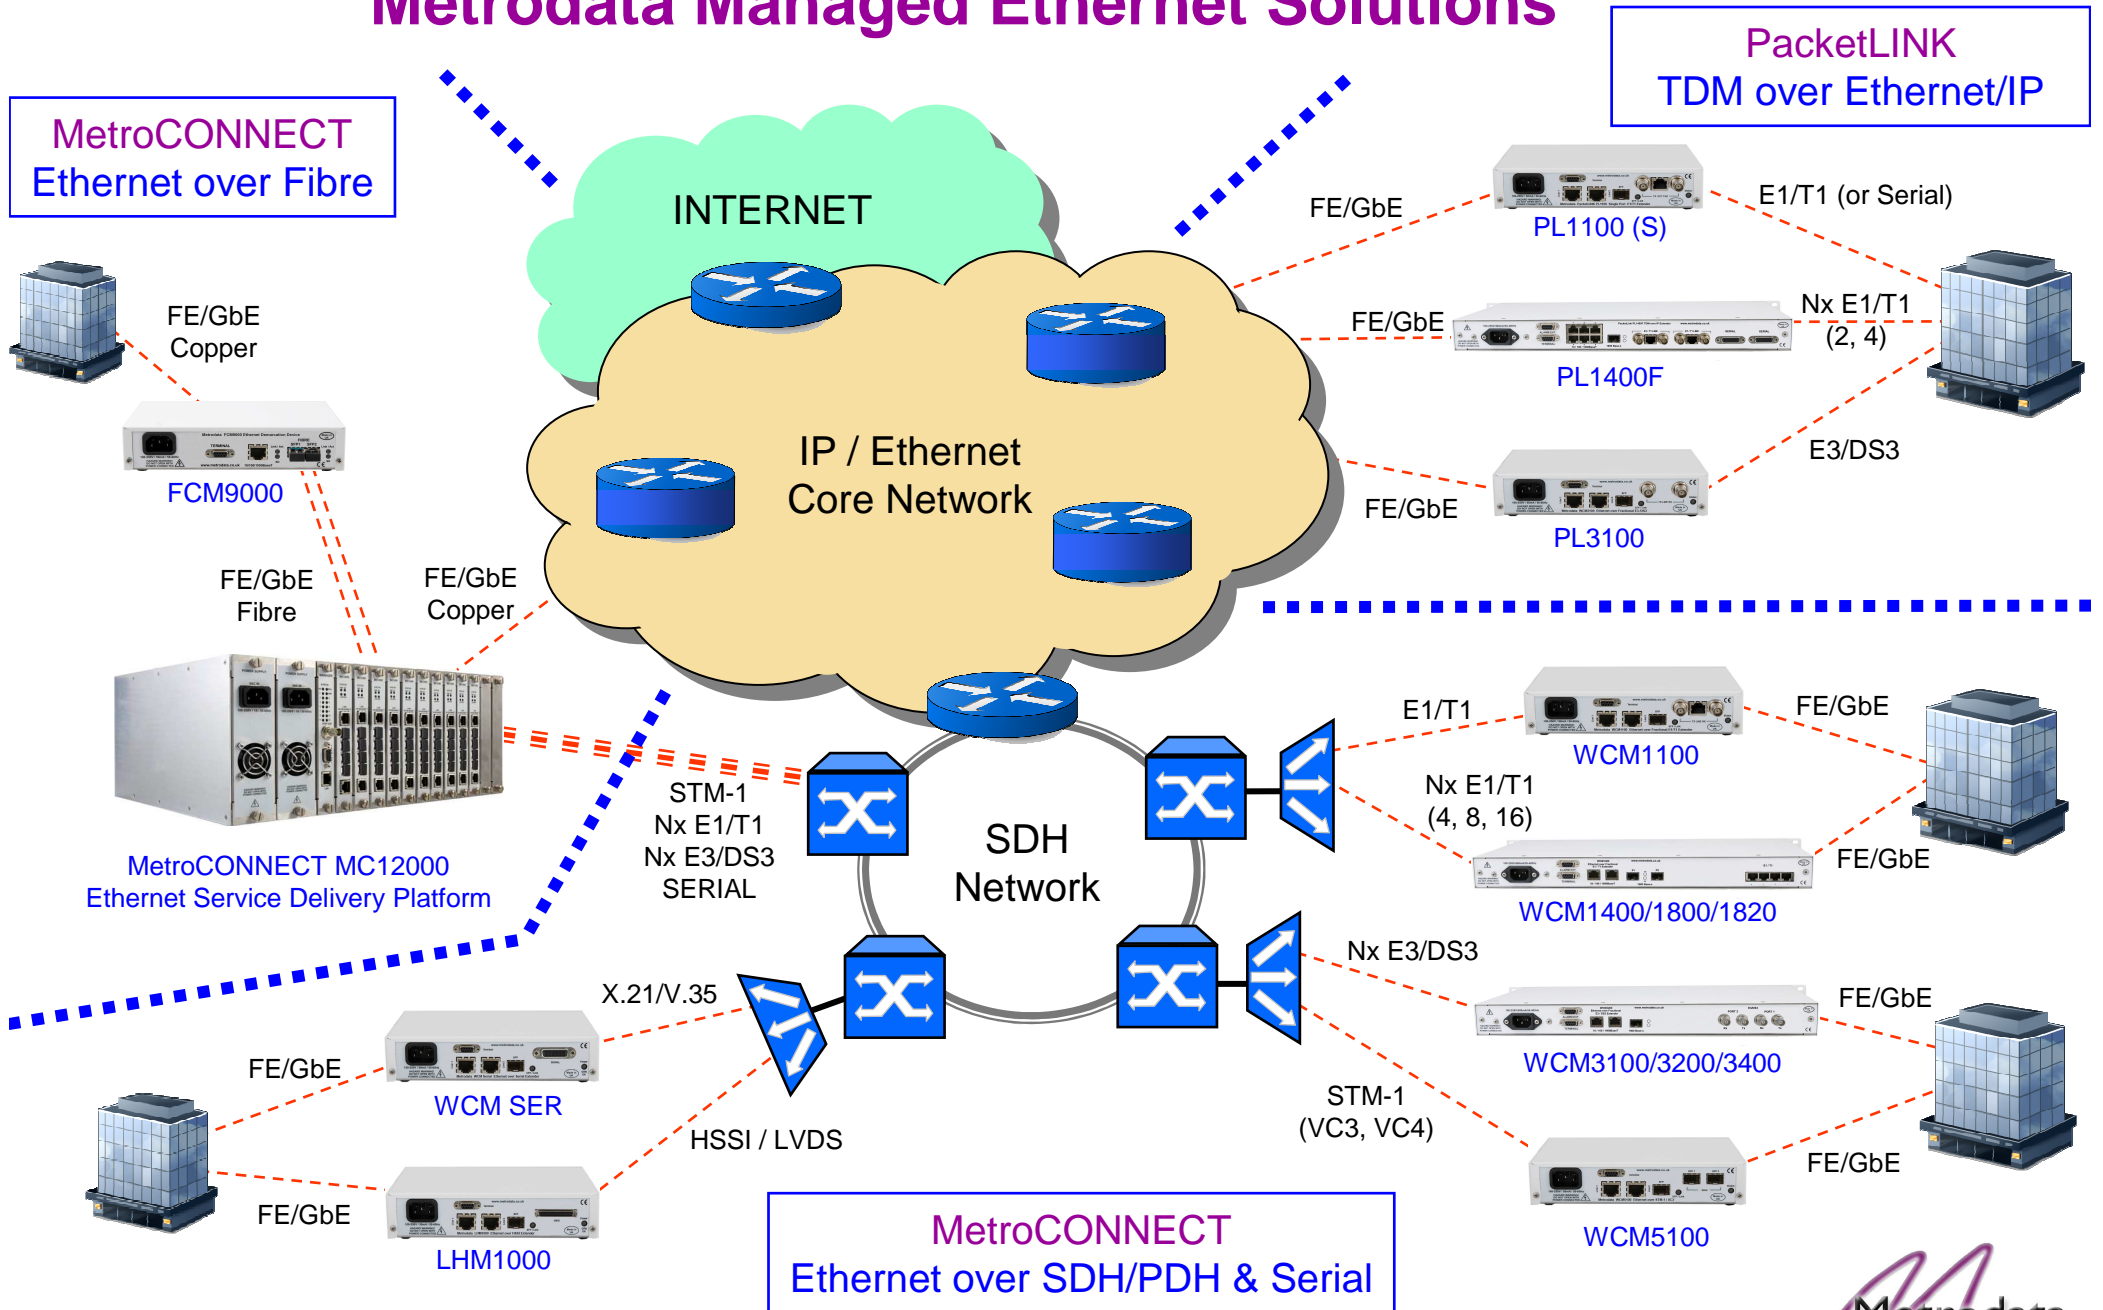 Metrodata Managed Ethernet Solutions
PacketLINK
TDM over Ethernet/IP
MetroCONNECT
Ethernet over Fibre
INTERNET
FE/GbE
PL1100 (S)
E1/T1 (or Serial)
FE/GbE
Copper
FE/GbE
PL1400F
Nx E1/T1
(2, 4)
IP / Ethernet
Core Network
FCM9000
FE/GbE
PL3100
E3/DS3
FE/GbE
Fibre
FE/GbE
Copper
MetroCONNECT MC12000
Ethernet Service Delivery Platform
STM-1
Nx E1/T1
Nx E3/DS3
SERIAL
SDH
Network
E1/T1
WCM1100
FE/GbE
Nx E1/T1
(4, 8, 16)
WCM1400/1800/1820
FE/GbE
Nx E3/DS3
WCM3100/3200/3400
FE/GbE
STM-1
(VC3, VC4)
WCM5100
FE/GbE
X.21/V.35
FE/GbE
WCM SER
HSSI / LVDS
FE/GbE
LHM1000
MetroCONNECT
Ethernet over SDH/PDH & Serial
Metrodata